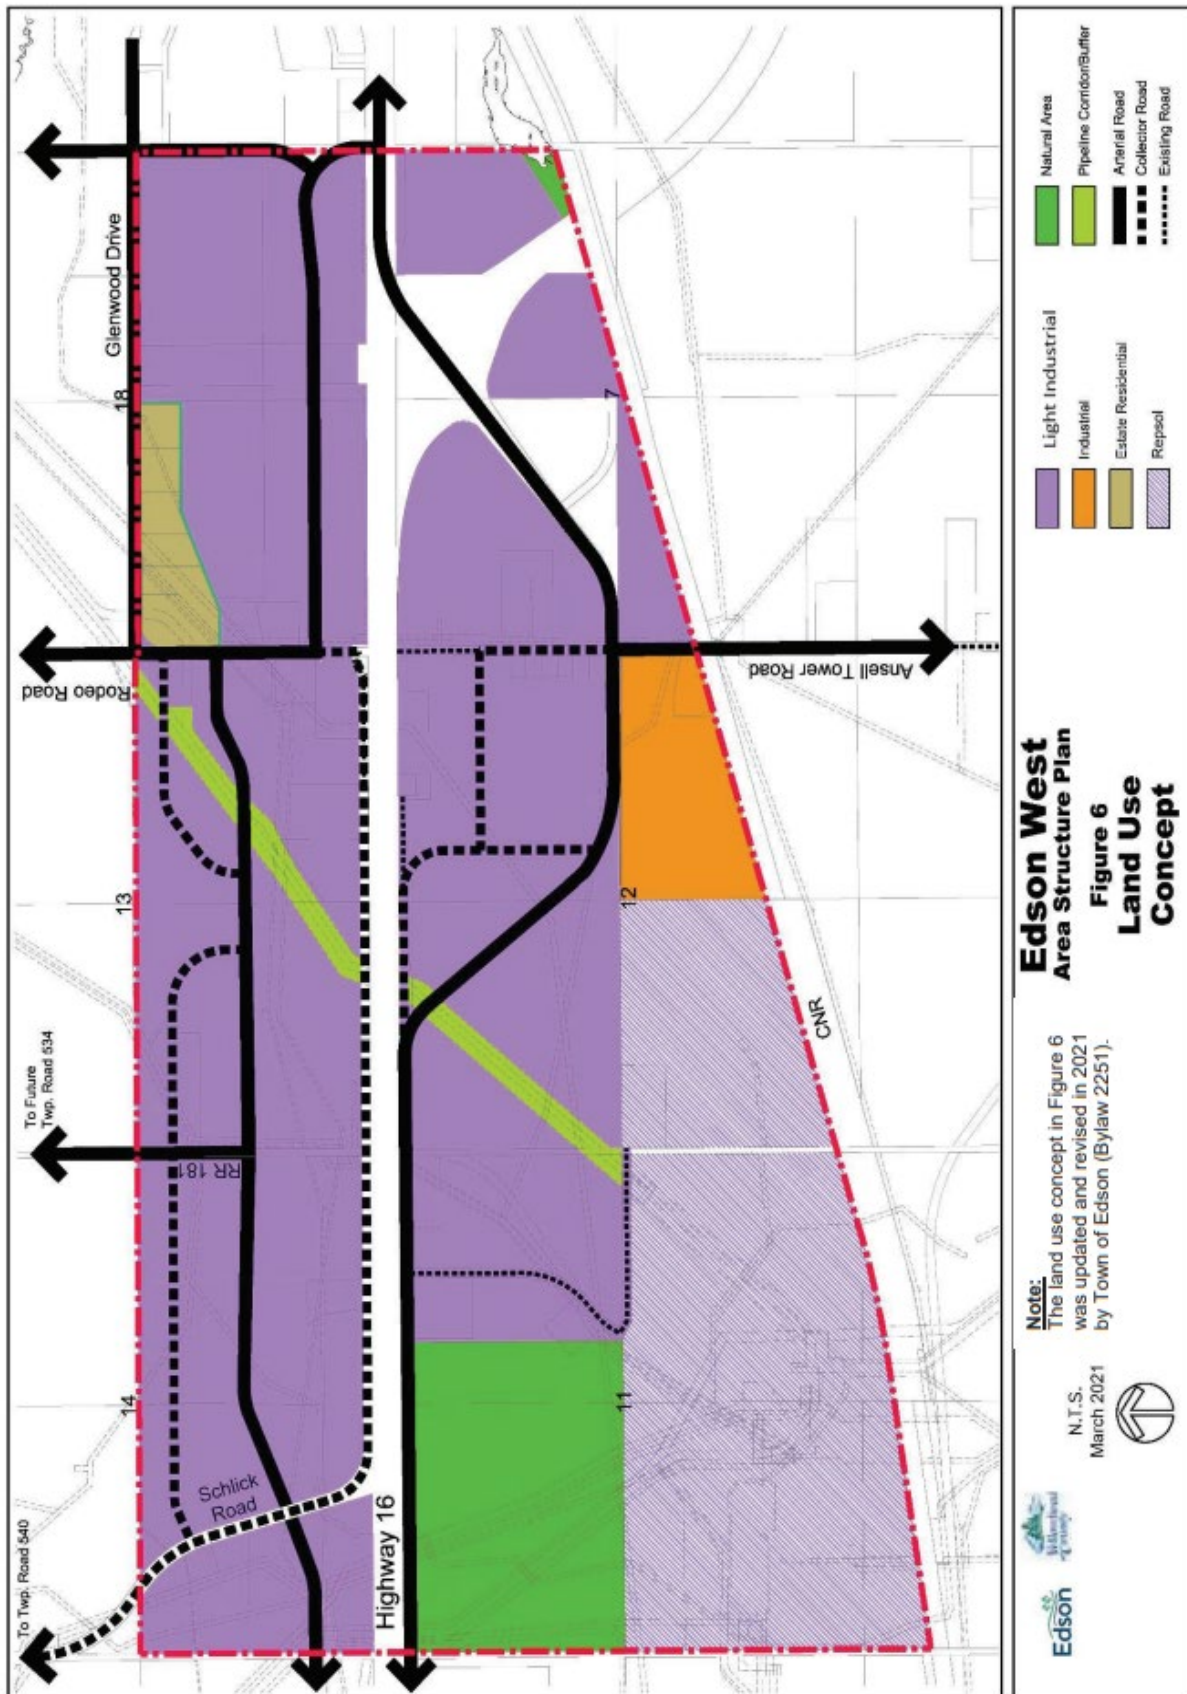 Glenwood Drive
18
Rodeo Road
7
Ansell Tower Road
13
12
To Future
Twp. Road 534
RR 181
CNR
14
11
Schlick
Road
To Twp. Road 540
Highway 16
Light Industrial
Industrial
Estate Residential
Repsol
Natural Area
Pipeline Corridor/Buffer
Arterial Road
Collector Road
Existing Road
Edson West
Area Structure Plan
Figure 6
Land Use
Concept
Note:
The land use concept in Figure 6
was updated and revised in 2021
by Town of Edson (Bylaw 2251).
N.T.S.
March 2021
Edson
Yellowhead
County